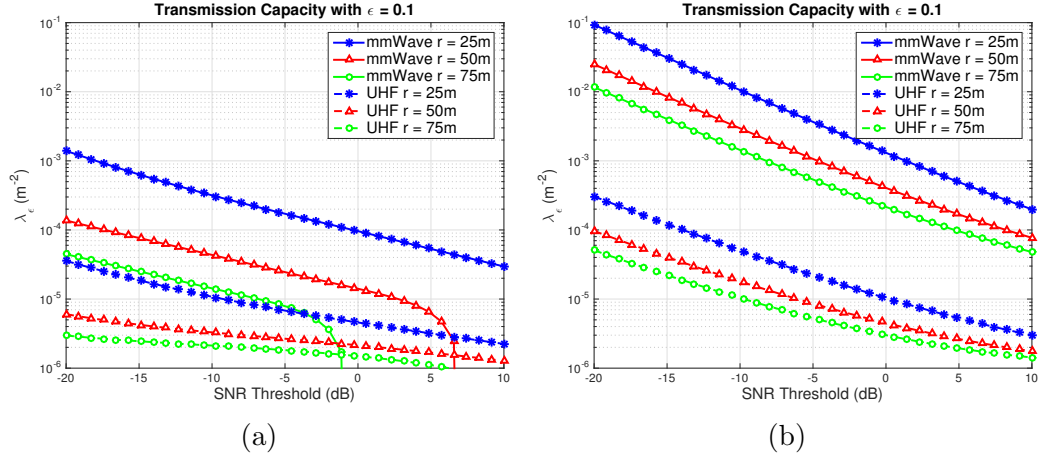 Transmission Capacity with ϵ = 0.1
mmWave r = 25m
mmWave r = 50m
mmWave r = 75m
UHF r = 25m
UHF r = 50m
UHF r = 75m
10^-1
10^-2
10^-3
10^-4
10^-5
10^-6
λ_ϵ (m^-2)
-20
-15
-10
-5
0
5
10
SNR Threshold (dB)
(a)
Transmission Capacity with ϵ = 0.1
mmWave r = 25m
mmWave r = 50m
mmWave r = 75m
UHF r = 25m
UHF r = 50m
UHF r = 75m
10^-1
10^-2
10^-3
10^-4
10^-5
10^-6
λ_ϵ (m^-2)
-20
-15
-10
-5
0
5
10
SNR Threshold (dB)
(b)